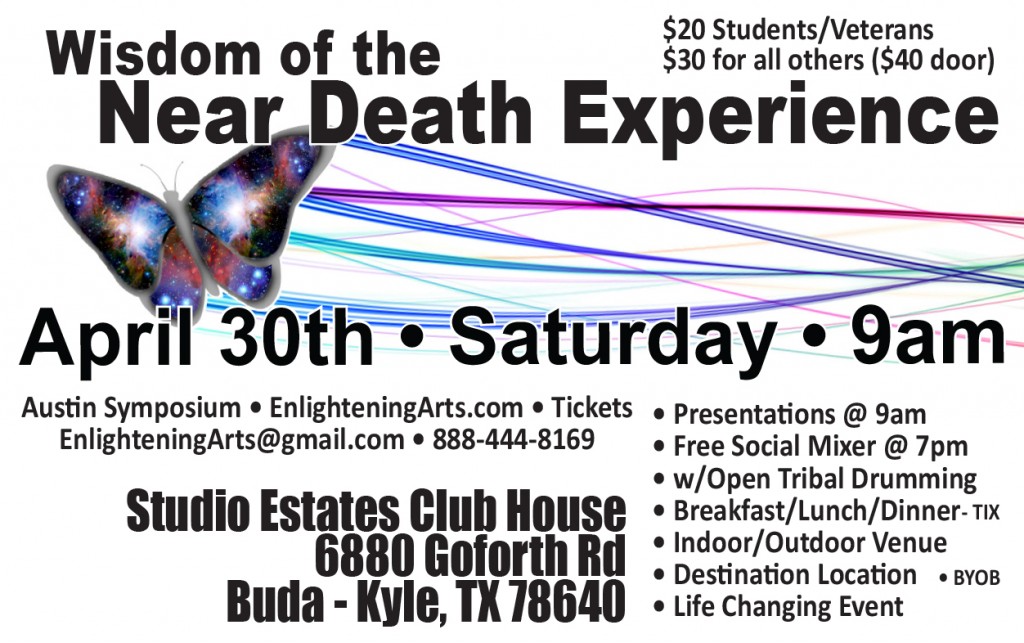 Wisdom of the
$20 Students/Veterans
$30 for all others ($40 door)
Near Death Experience
April 30th • Saturday • 9am
Austin Symposium • EnlighteningArts.com • Tickets
EnlighteningArts@gmail.com • 888-444-8169
Studio Estates Club House
6880 Goforth Rd
Buda - Kyle, TX 78640
• Presentations @ 9am
• Free Social Mixer @ 7pm
• w/Open Tribal Drumming
• Breakfast/Lunch/Dinner- TIX
• Indoor/Outdoor Venue
• Destination Location • BYOB
• Life Changing Event